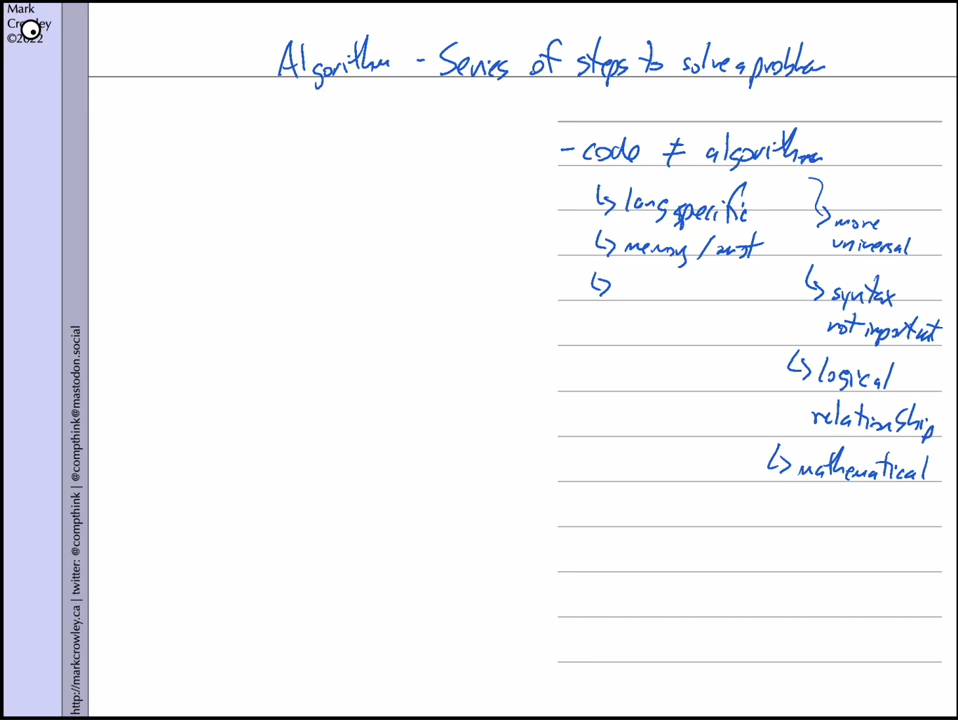 Mark
Crowley
©2022
Algorithm - Series of steps to solve a problem
- code ≠ algorithm
↳ lang specific
↳ more
universal
↳ memory /
↳
↳ syntax
not important
↳ logical
relationship
↳ mathematical
http://markcrowley.ca | twitter: @compthink | @compthink@mastodon.social